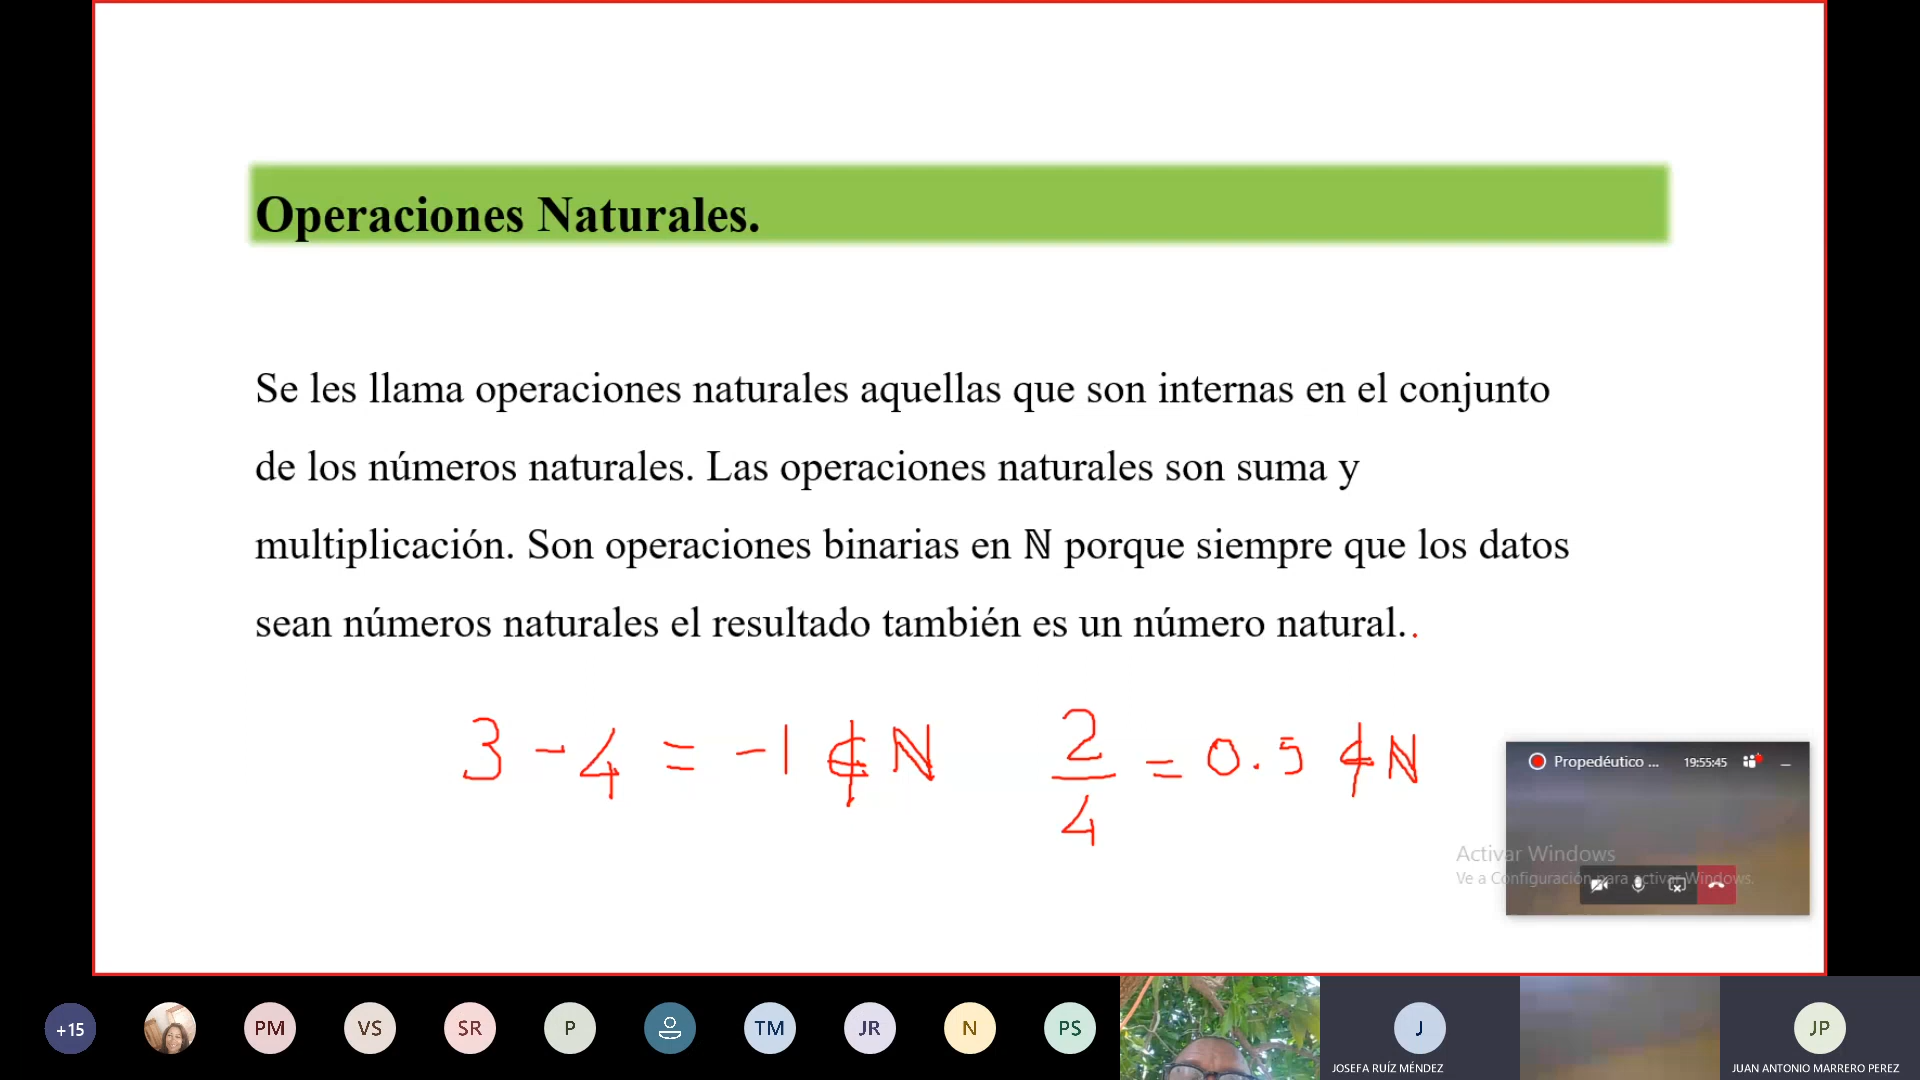 Operaciones Naturales.
Se les llama operaciones naturales aquellas que son internas en el conjunto
de los números naturales. Las operaciones naturales son suma y
multiplicación. Son operaciones binarias en ℕ porque siempre que los datos
sean números naturales el resultado también es un número natural..
3 - 4 = -1 ∉ ℕ 2/4 = 0.5 ∉ ℕ
Propedéutico ... 19:55:45
Activar Windows
Ve a Configuración para activar Windows.
+15 PM VS SR P TM JR N PS J JP
JOSEFA RUÍZ MÉNDEZ JUAN ANTONIO MARRERO PEREZ